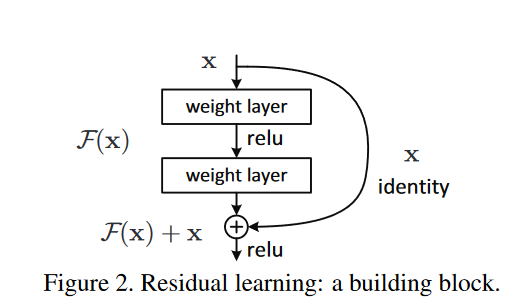 x
weight layer
relu
F(x)
weight layer
x
identity
F(x) + x
+
relu
Figure 2. Residual learning: a building block.